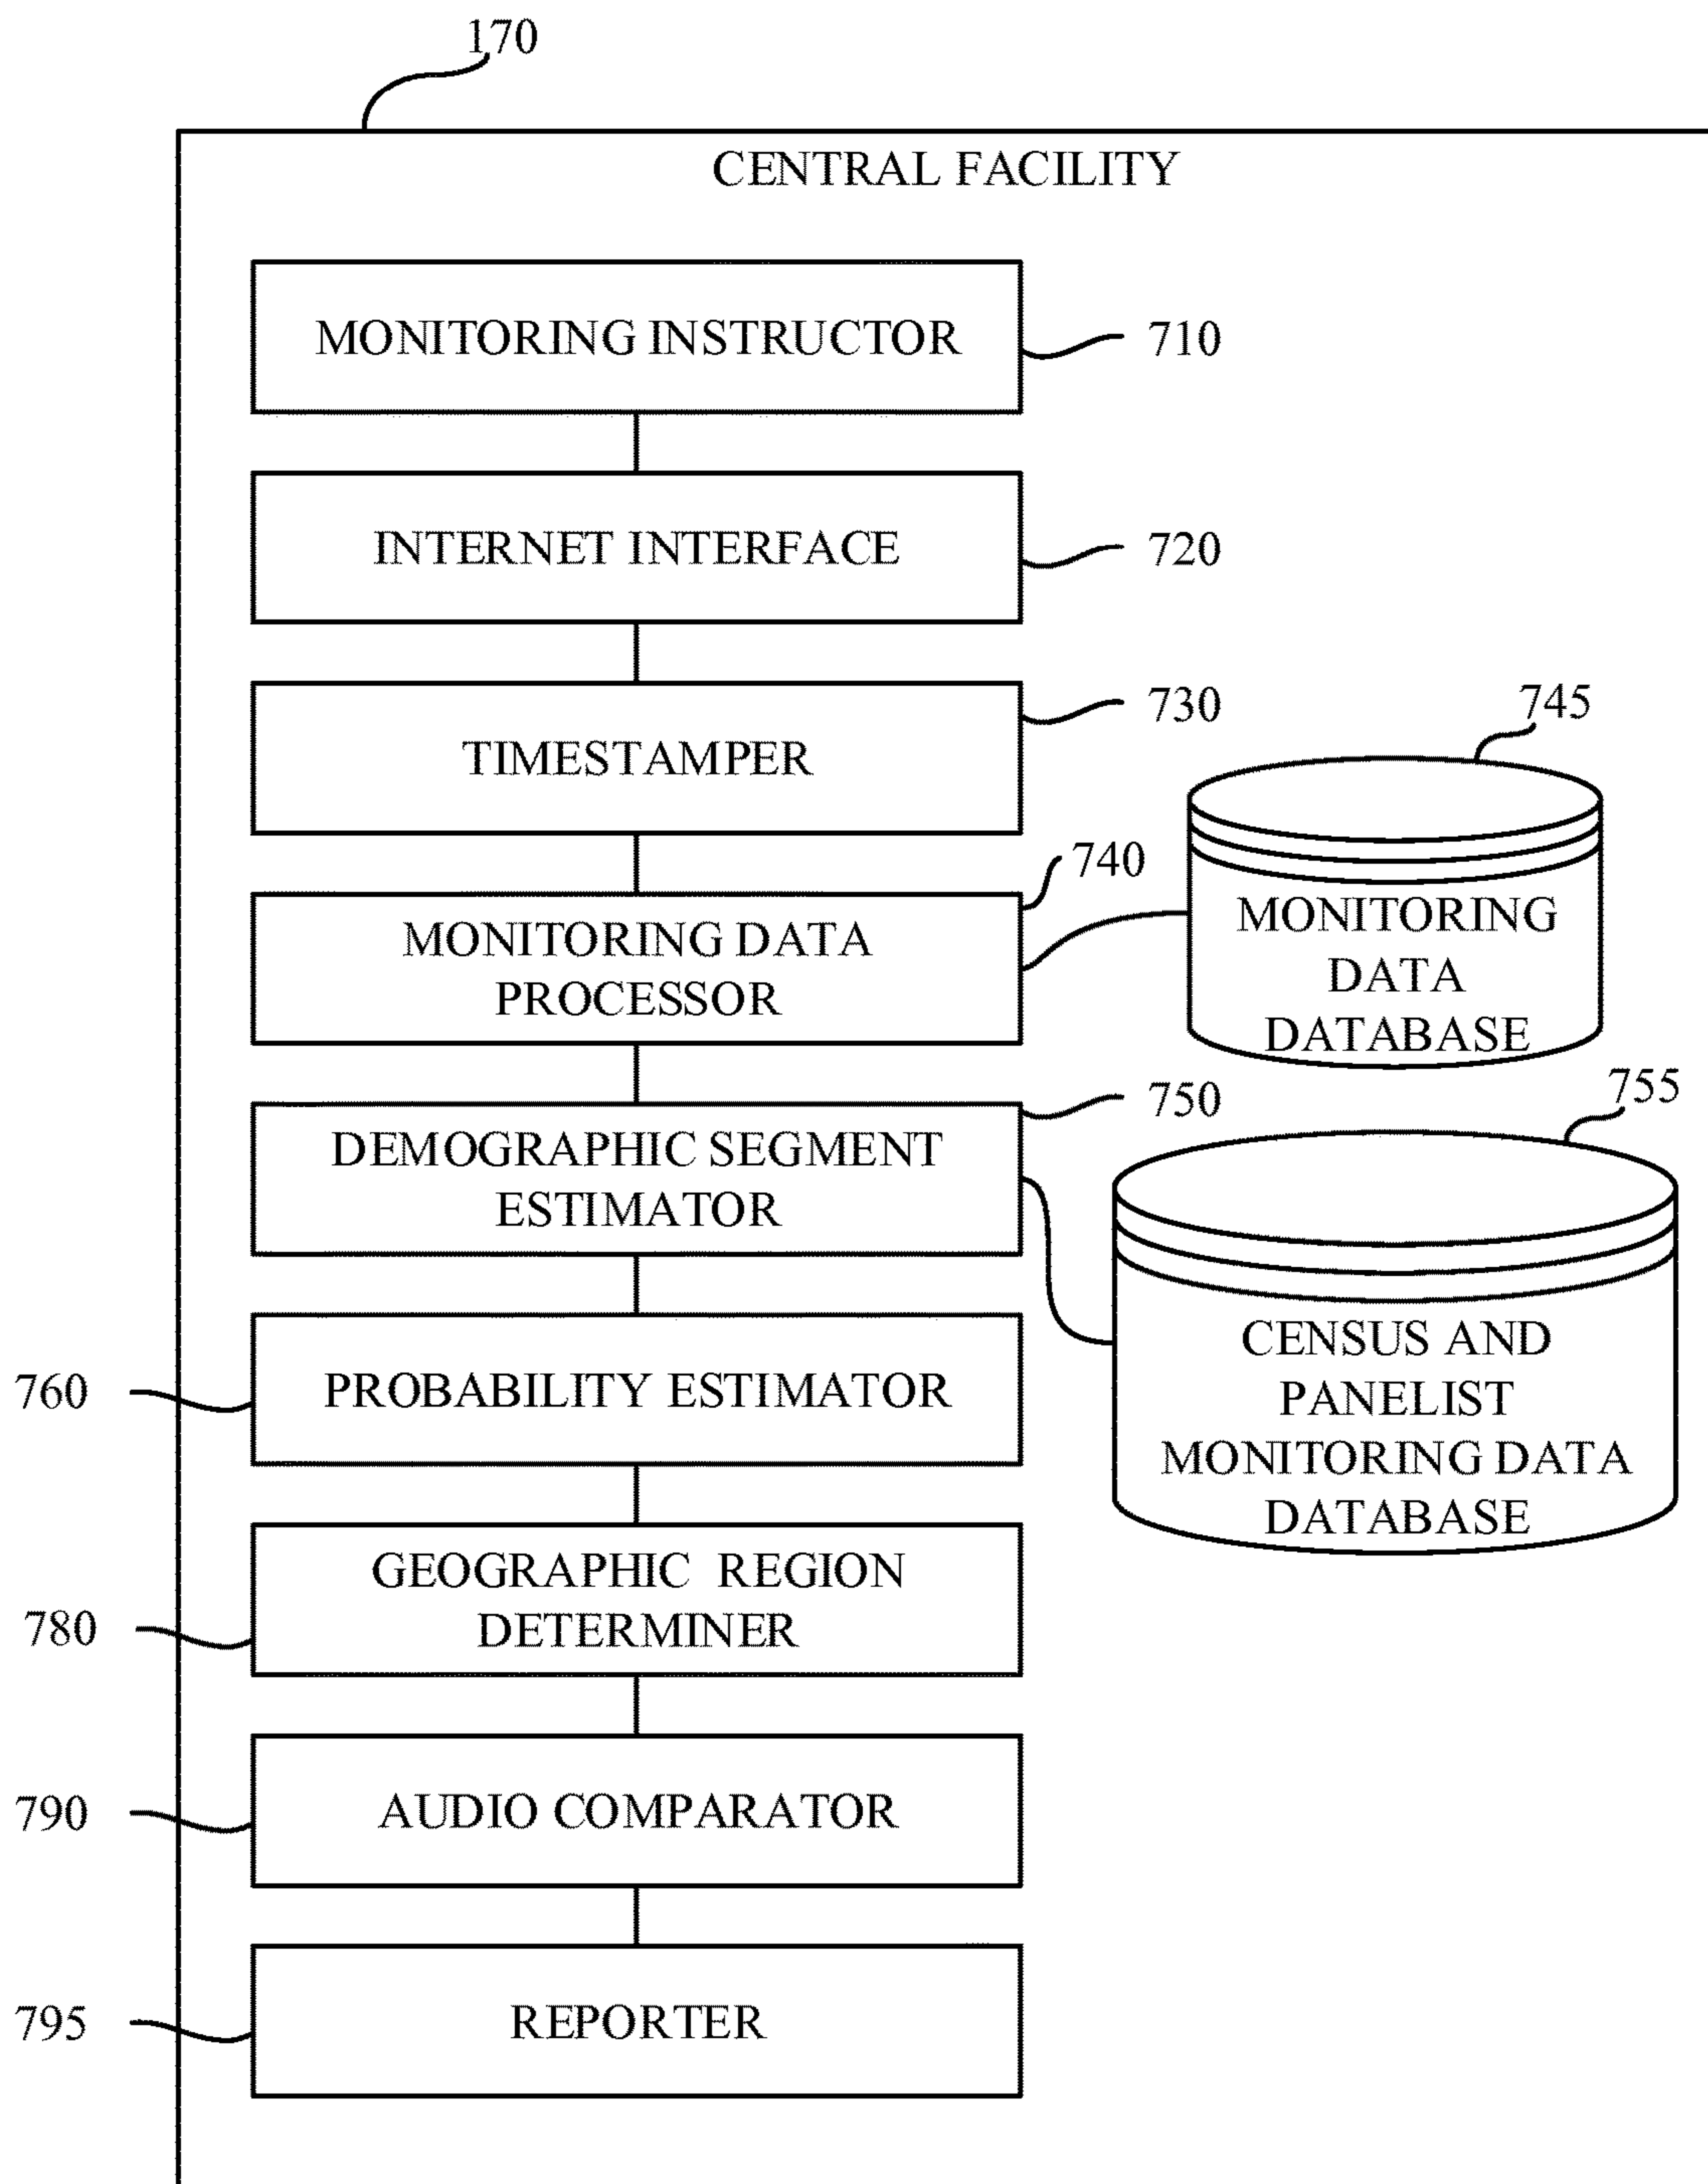 170
CENTRAL FACILITY
MONITORING INSTRUCTOR
710
INTERNET INTERFACE
720
TIMESTAMPER
730
745
MONITORING DATA
PROCESSOR
740
MONITORING
DATA
DATABASE
DEMOGRAPHIC SEGMENT
ESTIMATOR
750
755
CENSUS AND
PANELIST
MONITORING DATA
DATABASE
760
PROBABILITY ESTIMATOR
780
GEOGRAPHIC REGION
DETERMINER
790
AUDIO COMPARATOR
795
REPORTER